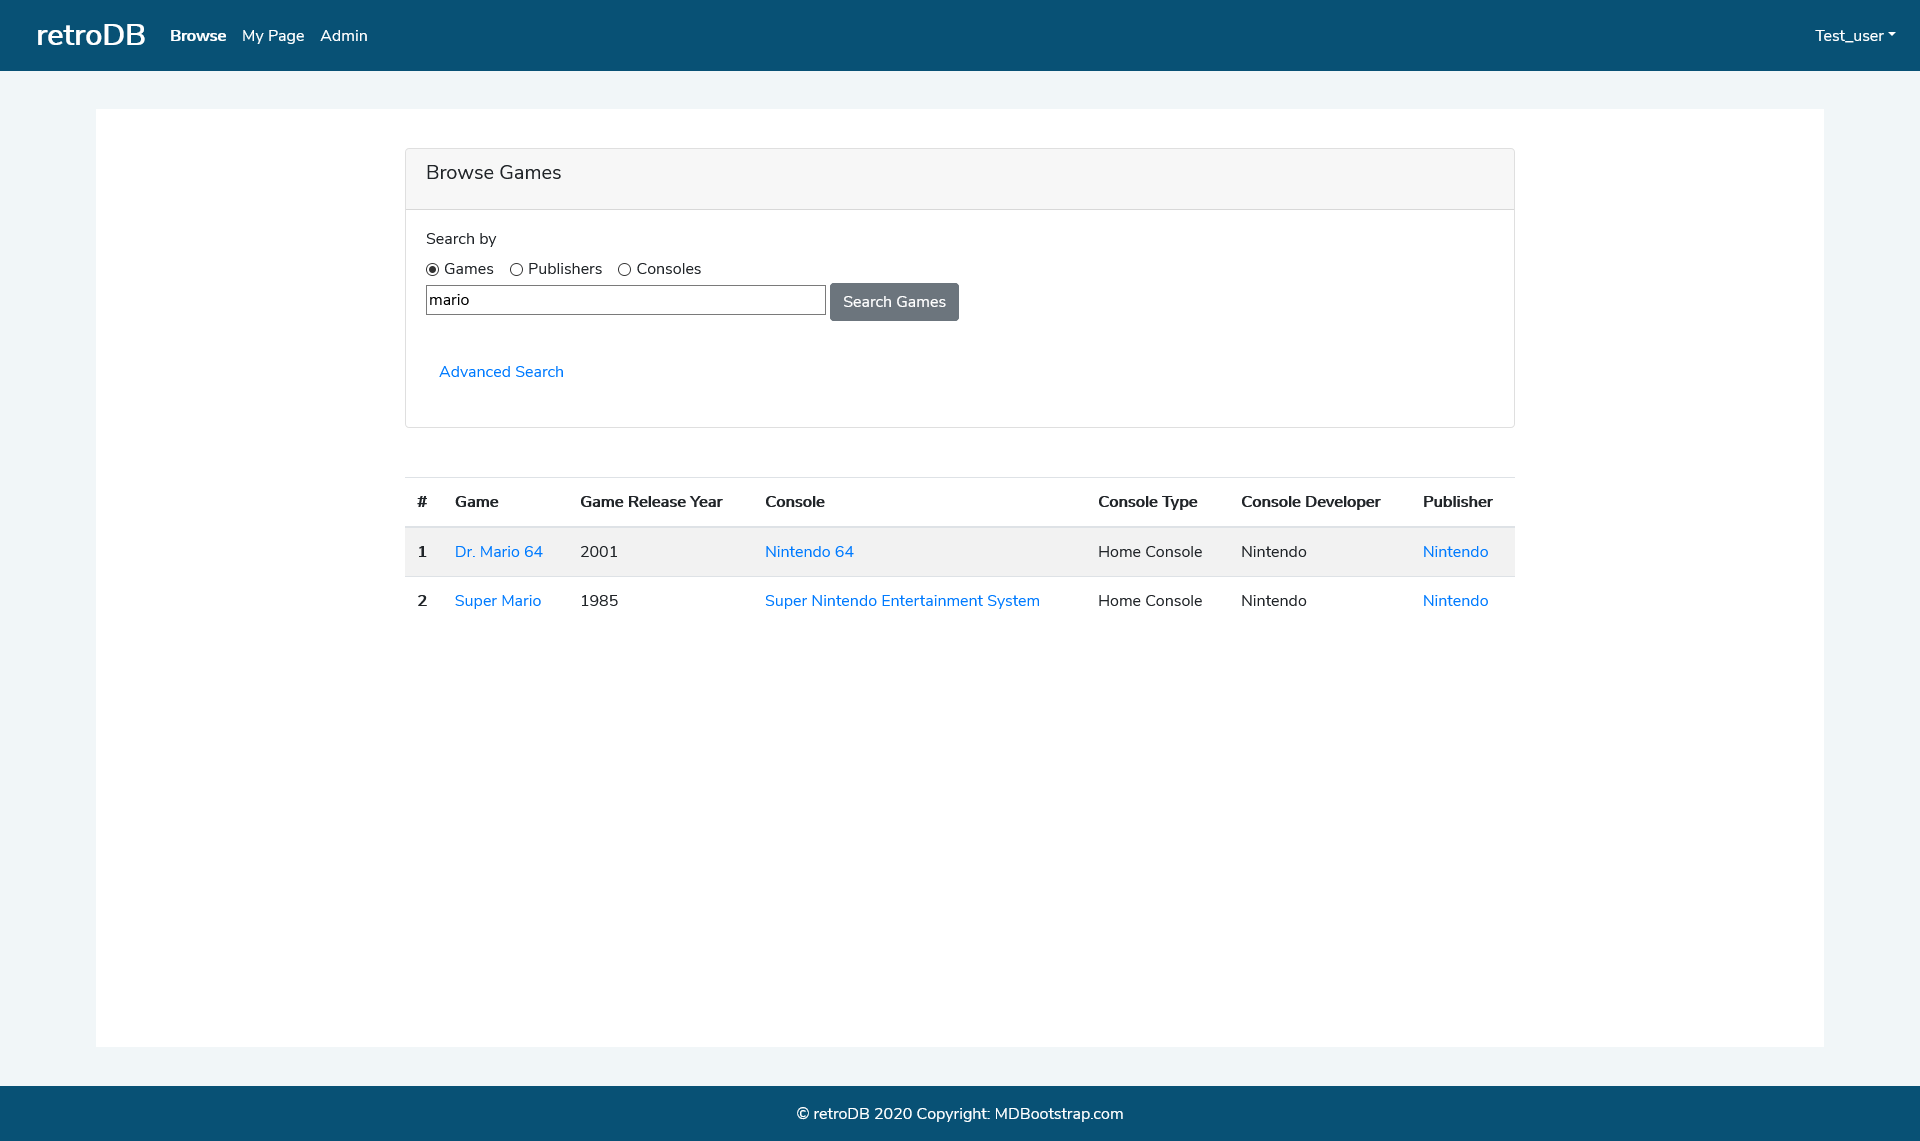 retroDB Browse My Page Admin Test_user
Browse Games
Search by
Games Publishers Consoles
mario Search Games
Advanced Search
# Game Game Release Year Console Console Type Console Developer Publisher
1 Dr. Mario 64 2001 Nintendo 64 Home Console Nintendo Nintendo
2 Super Mario 1985 Super Nintendo Entertainment System Home Console Nintendo Nintendo
© retroDB 2020 Copyright: MDBootstrap.com